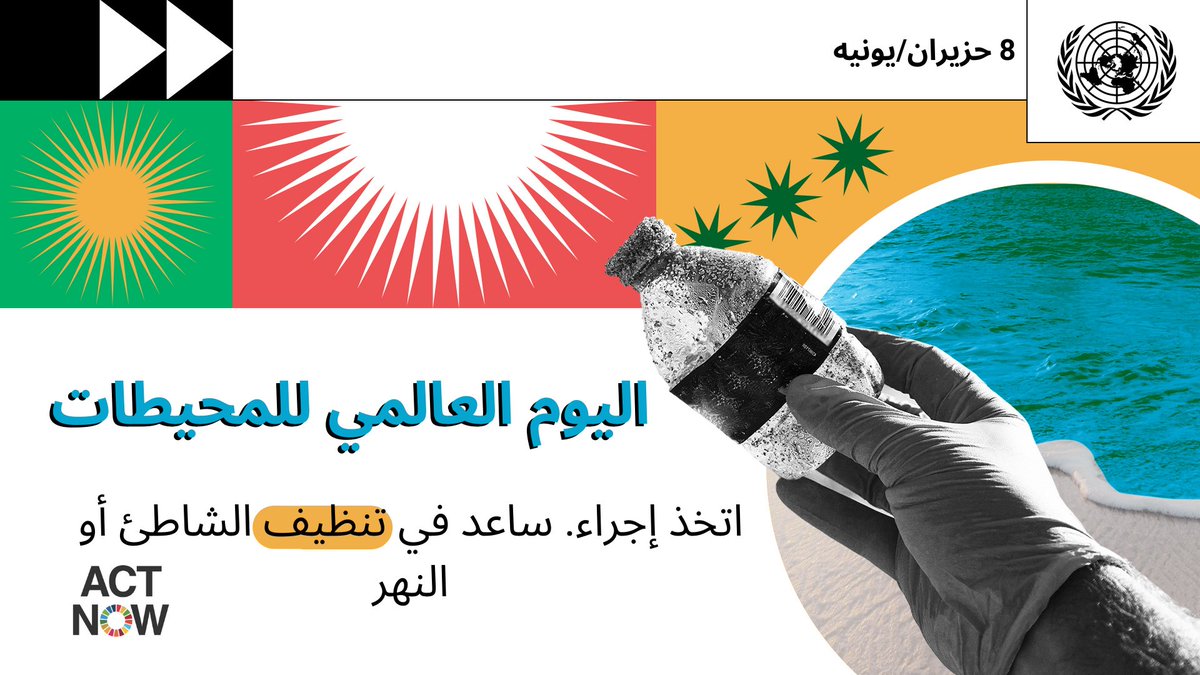 8 حزيران/يونيه
اليوم العالمي للمحيطات
اتخذ إجراء. ساعد في تنظيف الشاطئ أو
النهر
ACT
NOW